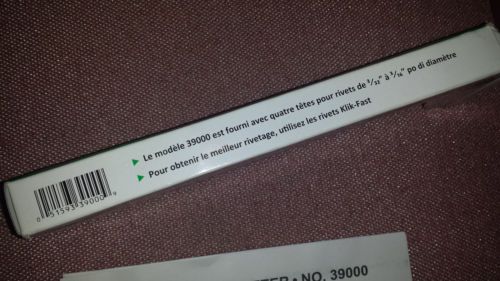 Le modèle 39000 est fourni avec quatre têtes pour rivets de 3/32" à 3/16" po di diamètre
Pour obtenir le meilleur rivetage, utilisez les rivets Klik-Fast
0 51593 39000 9
NO. 39000